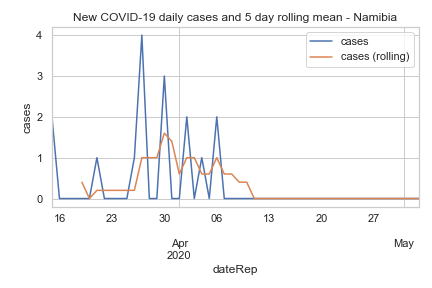 New COVID-19 daily cases and 5 day rolling mean - Namibia
cases
cases (rolling)
cases
4
3
2
1
0
16 23 30 06 13 20 27
Apr May
2020
dateRep